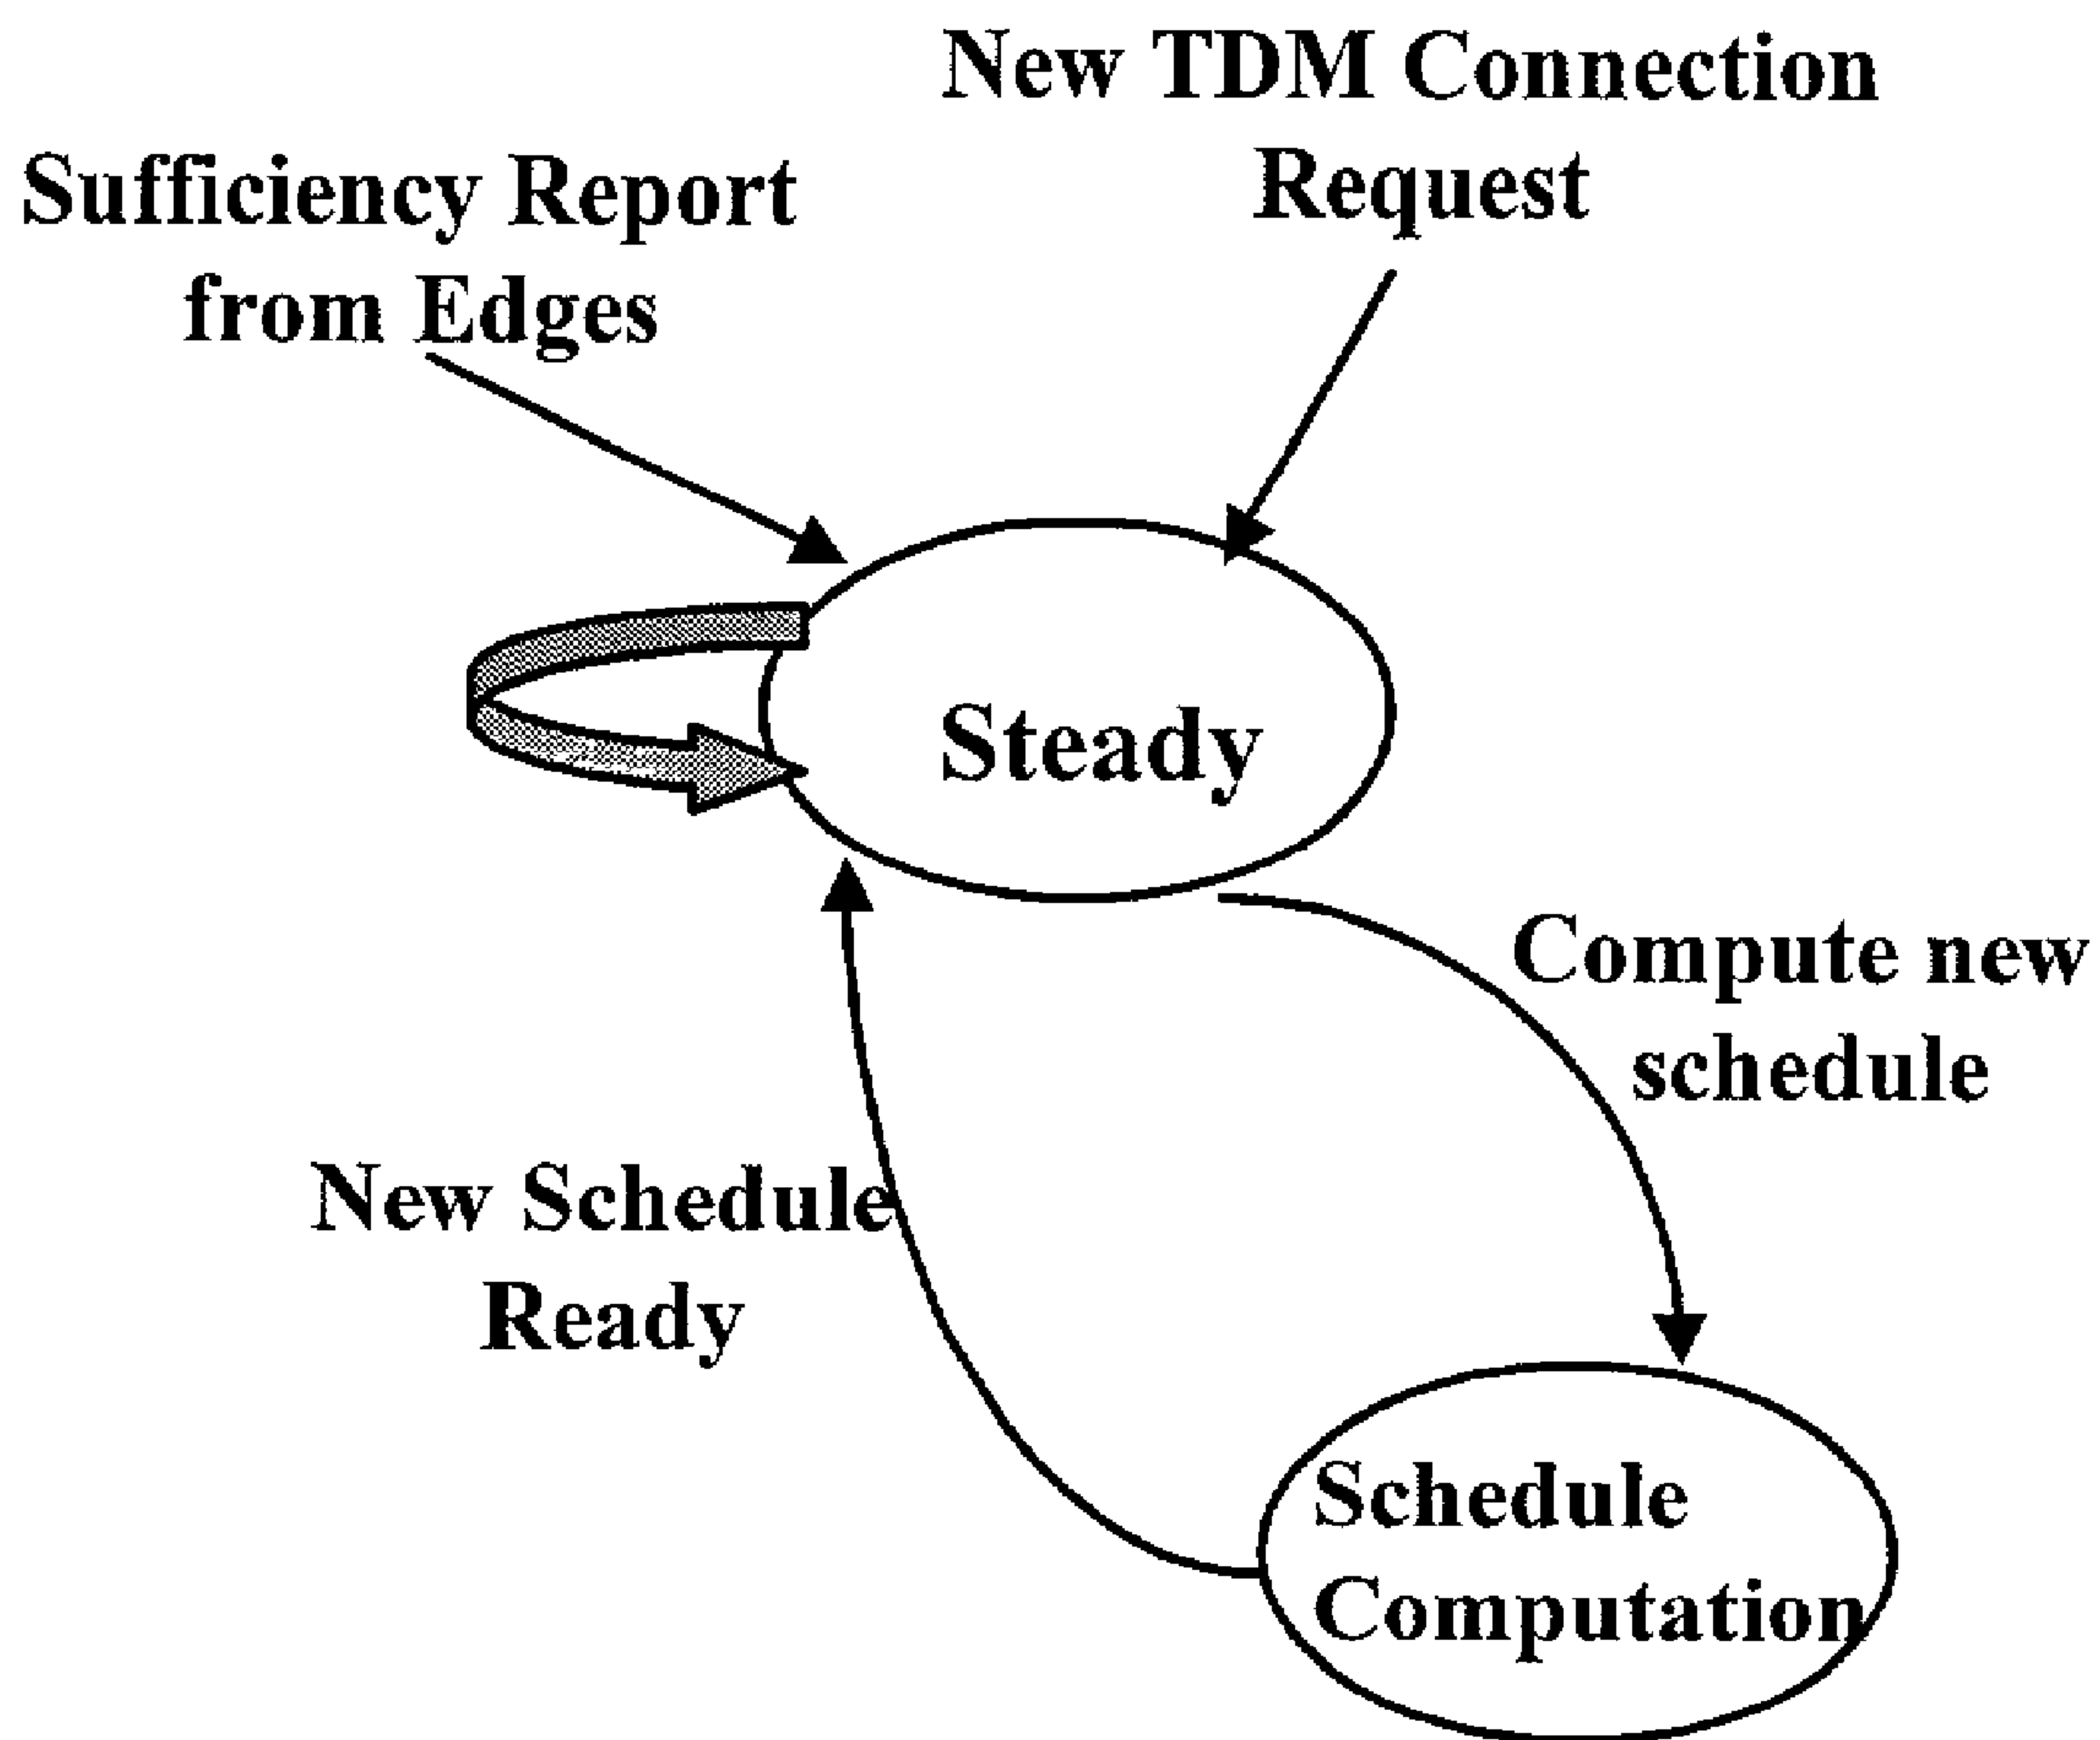 New TDM Connection
Request
Sufficiency Report
from Edges
Steady
Compute new
schedule
New Schedule
Ready
Schedule
Computation